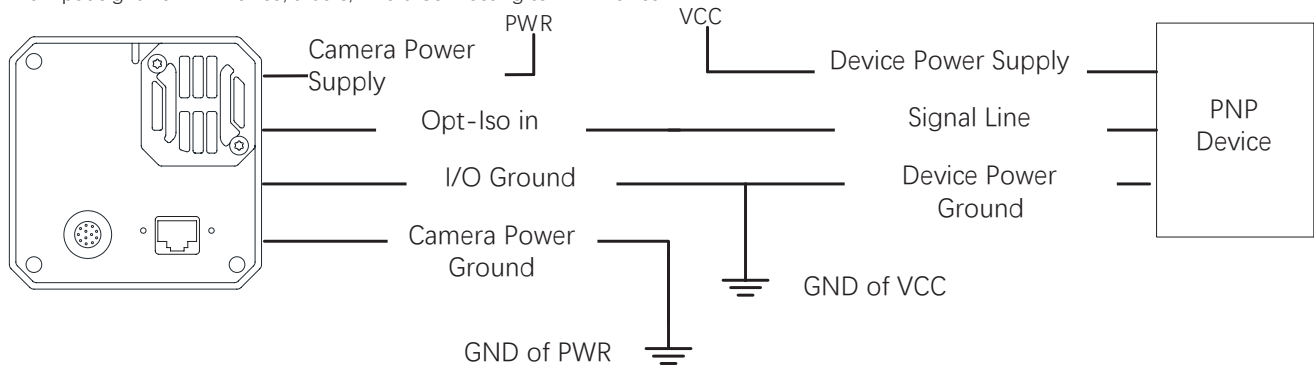 PWR
VCC
Camera Power
Supply
Device Power Supply
Opt-Iso in
Signal Line
PNP
Device
I/O Ground
Device Power
Ground
Camera Power
Ground
GND of VCC
GND of PWR